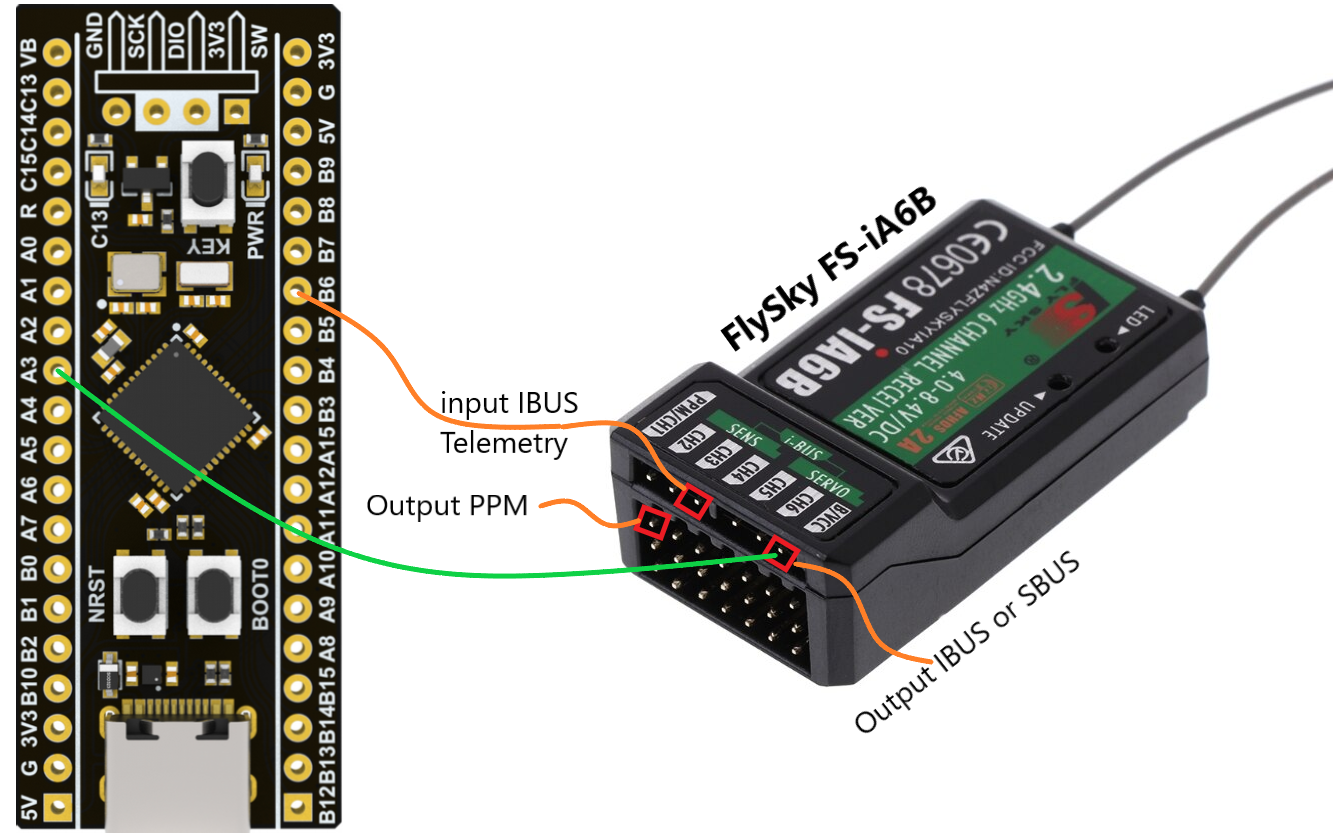 GND
SCK
DIO
3V3
SW
VB
C13
C14
C15
R
A0
A1
A2
A3
A4
A5
A6
A7
B0
B1
B2
B10
3V3
G
5V
3V3
G
5V
B9
B8
B7
B6
B5
B4
B3
A15
A12
A11
A10
A9
A8
B15
B14
B13
B12
C13
KEY
PWR
NRST
BOOT0
input IBUS
Telemetry
Output PPM
Output IBUS or SBUS
FlySky FS-iA6B
CE0678 FS-iA6B
FCC ID:N4ZFLYSKYIA10
2.4GHz 6 CHANNEL RECEIVER
4.0-8.4V/DC
2A
LED
UPDATE
PPM/CH1
CH2
CH3
CH4
CH5
CH6
B/VCC
SENS
i-BUS
SERVO